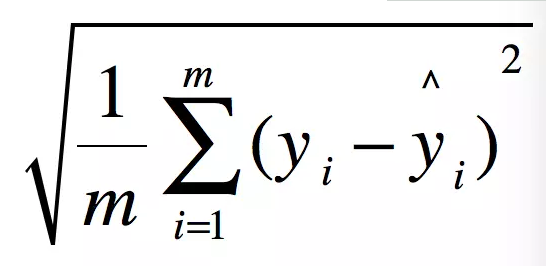 √(1/m ∑_{i=1}^{m} (y_i − ŷ_i)^2)